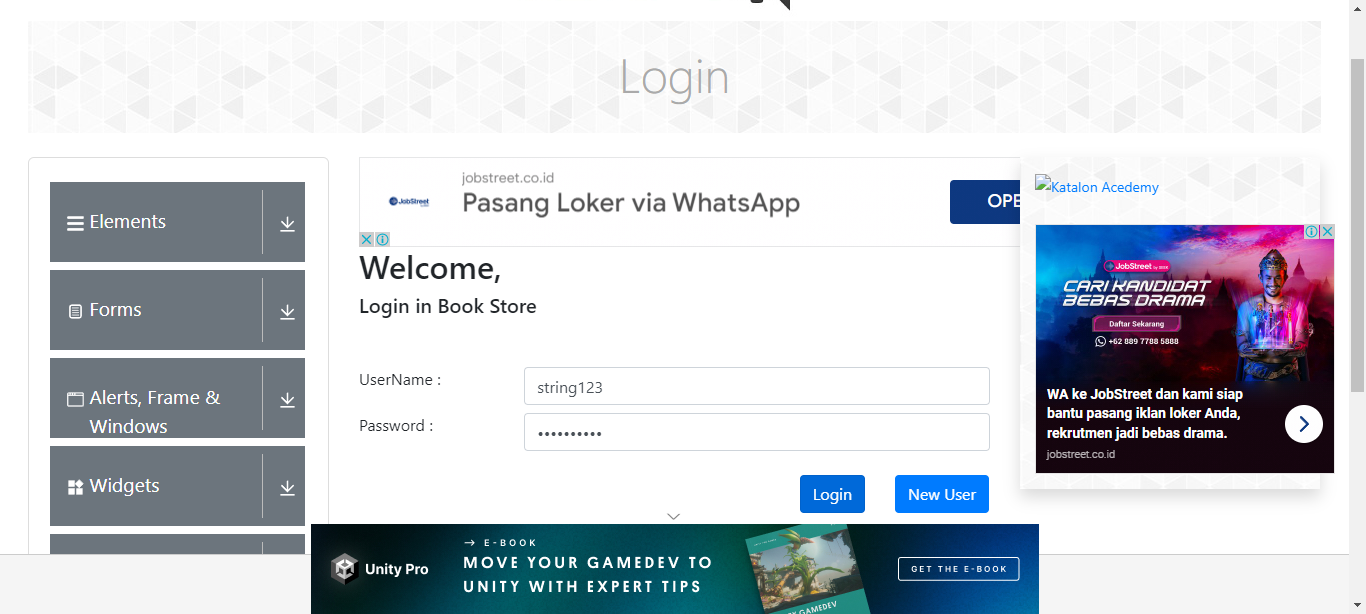 Login
Elements
Forms
Alerts, Frame &
Windows
Widgets
jobstreet.co.id
JobStreet
Pasang Loker via WhatsApp
OPE
Welcome,
Login in Book Store
UserName :
string123
Password :
••••••••••
Login
New User
Katalon Acedemy
JobStreet by SEEK
CARI KANDIDAT
BEBAS DRAMA
Daftar Sekarang
+62 889 7788 5888
WA ke JobStreet dan kami siap
bantu pasang iklan loker Anda,
rekrutmen jadi bebas drama.
jobstreet.co.id
Unity Pro
→ E-BOOK
MOVE YOUR GAMEDEV TO
UNITY WITH EXPERT TIPS
GAMEDEV
GET THE E-BOOK